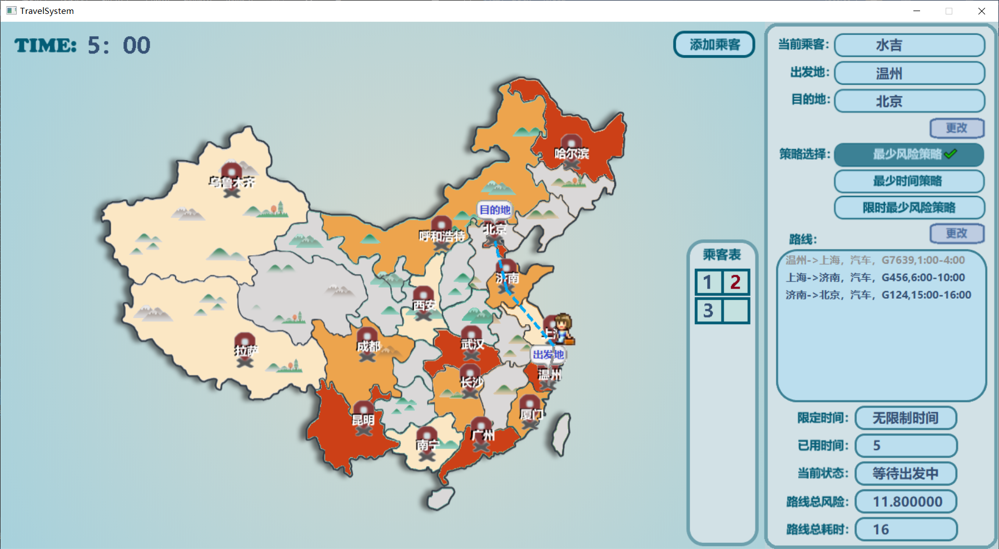 TravelSystem
TIME: 5: 00
添加乘客
哈尔滨
乌鲁木齐
目的地
北京
呼和浩特
济南
西安
成都
武汉
拉萨
出发地
温州
长沙
昆明
厦门
广州
南宁
乘客表
1 2
3
当前乘客: 水吉
出发地: 温州
目的地: 北京
更改
策略选择: 最少风险策略
最少时间策略
限时最少风险策略
更改
路线:
温州->上海, 汽车, G7639,1:00-4:00
上海->济南, 汽车, G456,6:00-10:00
济南->北京, 汽车, G124,15:00-16:00
限定时间: 无限制时间
已用时间: 5
当前状态: 等待出发中
路线总风险: 11.800000
路线总耗时: 16